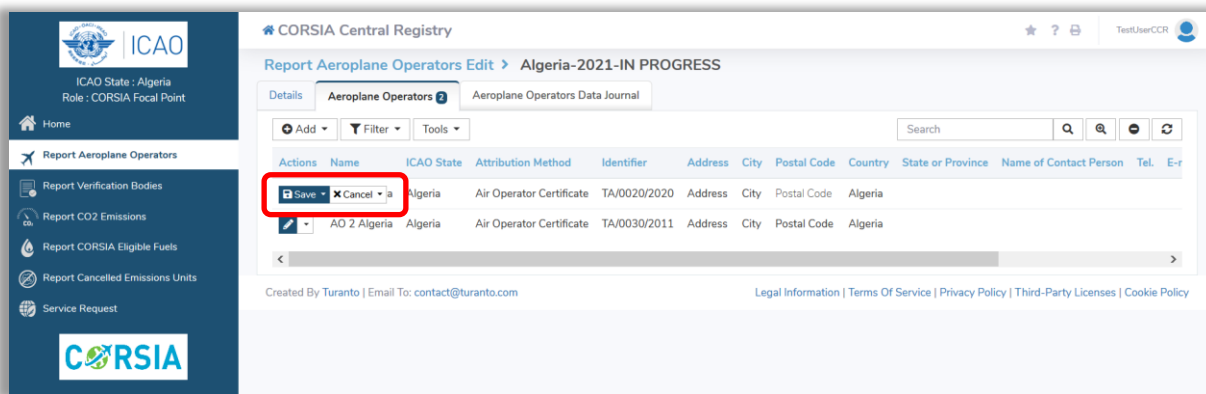 ICAO
ICAO State : Algeria
Role : CORSIA Focal Point
Home
Report Aeroplane Operators
Report Verification Bodies
Report CO2 Emissions
Report CORSIA Eligible Fuels
Report Cancelled Emissions Units
Service Request
CORSIA
CORSIA Central Registry
? TestUserCCR
Report Aeroplane Operators Edit > Algeria-2021-IN PROGRESS
Details Aeroplane Operators 2 Aeroplane Operators Data Journal
Add Filter Tools Search
Actions Name ICAO State Attribution Method Identifier Address City Postal Code Country State or Province Name of Contact Person Tel. E-r
Save Cancel a Algeria Air Operator Certificate TA/0020/2020 Address City Postal Code Algeria
AO 2 Algeria Algeria Air Operator Certificate TA/0030/2011 Address City Postal Code Algeria
Created By Turanto | Email To: contact@turanto.com Legal Information | Terms Of Service | Privacy Policy | Third-Party Licenses | Cookie Policy